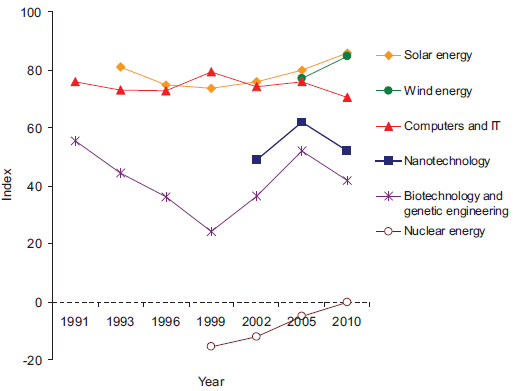 100
80
60
40
20
0
-20
Index
1991 1993 1996 1999 2002 2005 2010
Year
Solar energy
Wind energy
Computers and IT
Nanotechnology
Biotechnology and
genetic engineering
Nuclear energy